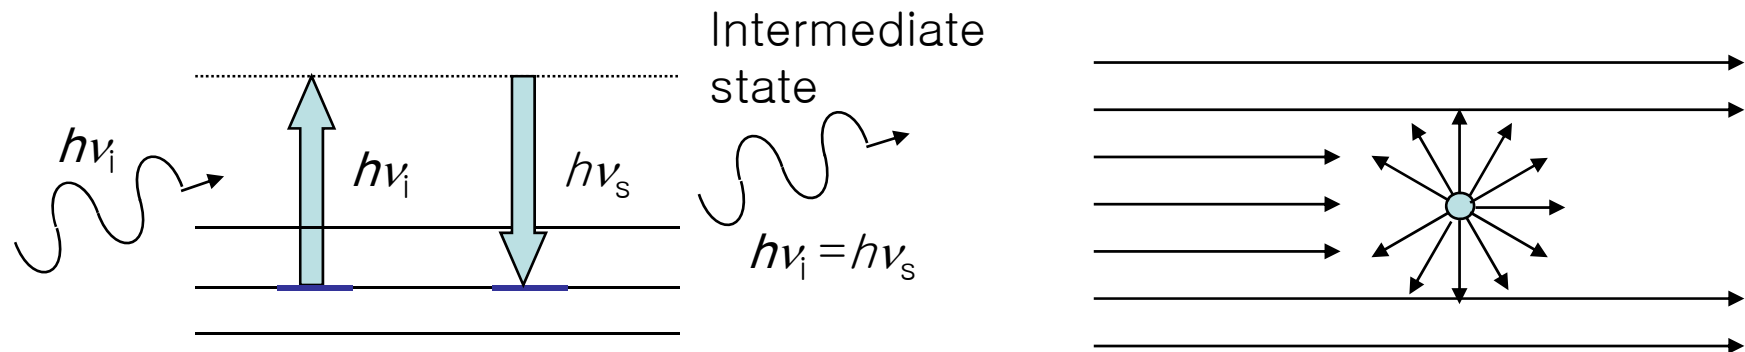 Intermediate
state
hνi
hνi
hνs
hνi = hνs